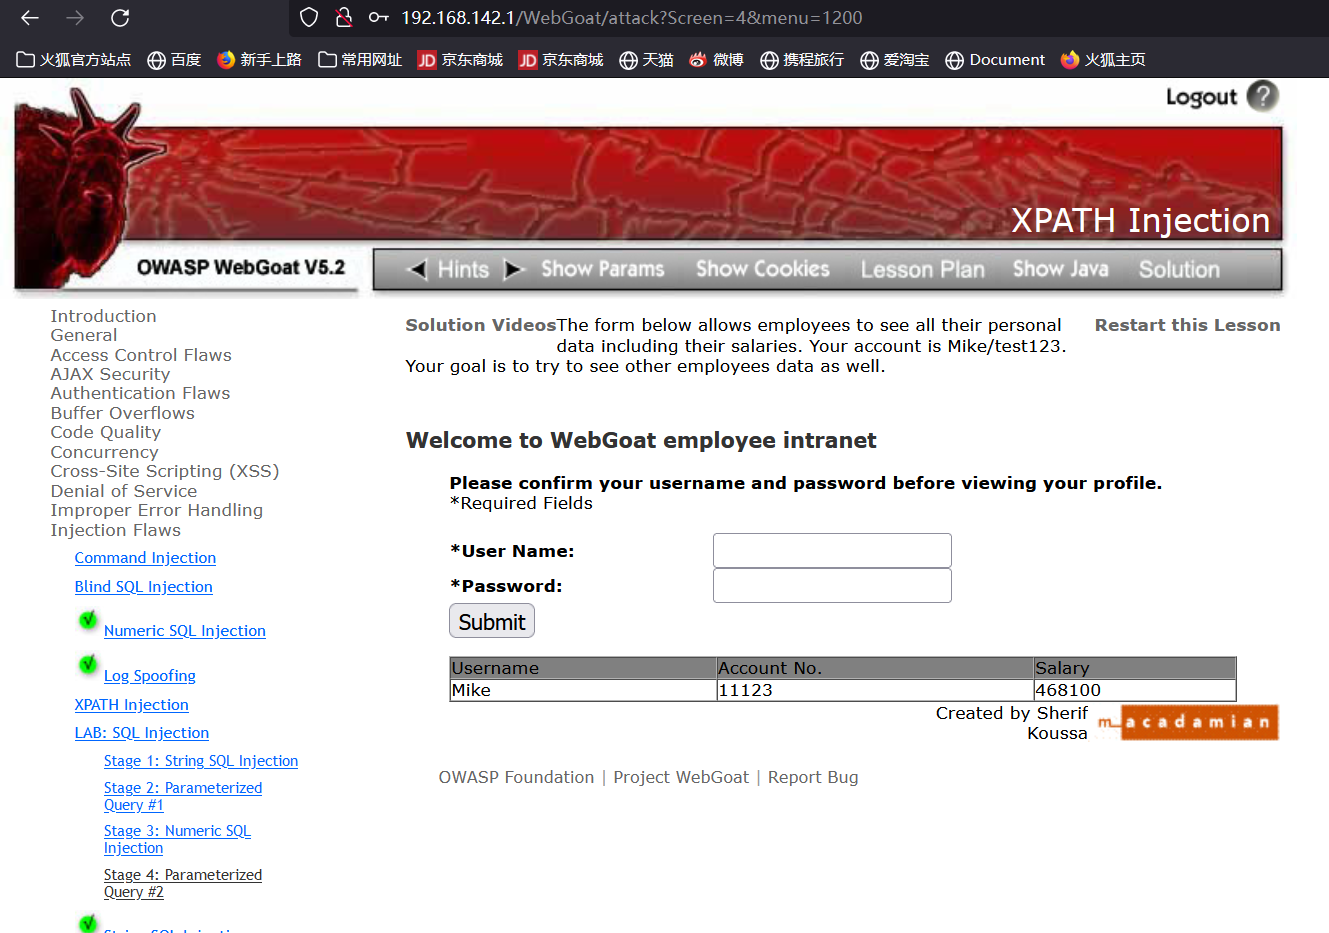 192.168.142.1/WebGoat/attack?Screen=4&menu=1200
火狐官方站点 百度 新手上路 常用网址 JD 京东商城 JD 京东商城 天猫 微博 携程旅行 爱淘宝 Document 火狐主页
Logout ?
XPATH Injection
OWASP WebGoat V5.2
Hints Show Params Show Cookies Lesson Plan Show Java Solution
Introduction
General
Access Control Flaws
AJAX Security
Authentication Flaws
Buffer Overflows
Code Quality
Concurrency
Cross-Site Scripting (XSS)
Denial of Service
Improper Error Handling
Injection Flaws
Command Injection
Blind SQL Injection
Numeric SQL Injection
Log Spoofing
XPATH Injection
LAB: SQL Injection
Stage 1: String SQL Injection
Stage 2: Parameterized
Query #1
Stage 3: Numeric SQL
Injection
Stage 4: Parameterized
Query #2
Solution Videos The form below allows employees to see all their personal Restart this Lesson
data including their salaries. Your account is Mike/test123.
Your goal is to try to see other employees data as well.
Welcome to WebGoat employee intranet
Please confirm your username and password before viewing your profile.
*Required Fields
*User Name:
*Password:
Submit
Username Account No. Salary
Mike 11123 468100
Created by Sherif
Koussa
m_acadamian
OWASP Foundation | Project WebGoat | Report Bug